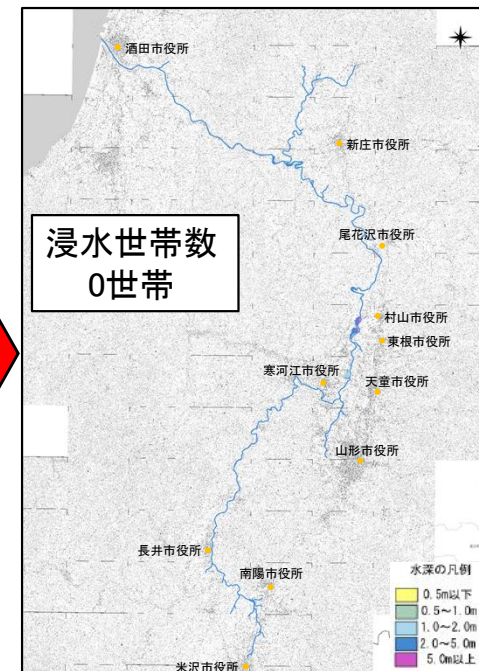 酒田市役所
新庄市役所
尾花沢市役所
浸水世帯数
0世帯
村山市役所
東根市役所
寒河江市役所
天童市役所
山形市役所
長井市役所
南陽市役所
米沢市役所
水深の凡例
0.5m以下
0.5～1.0m
1.0～2.0m
2.0～5.0m
5.0m以上